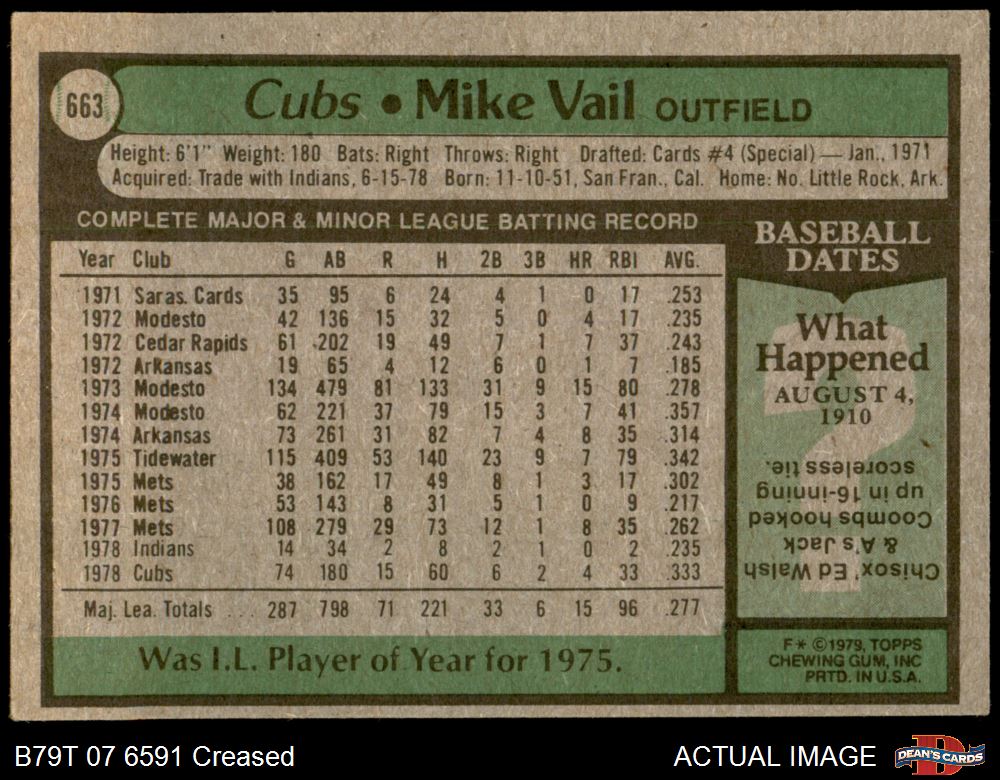 663
Cubs • Mike Vail OUTFIELD
Height: 6'1" Weight: 180 Bats: Right Throws: Right Drafted: Cards #4 (Special) — Jan., 1971
Acquired: Trade with Indians, 6-15-78 Born: 11-10-51, San Fran., Cal. Home: No. Little Rock, Ark.
COMPLETE MAJOR & MINOR LEAGUE BATTING RECORD
Year Club G AB R H 2B 3B HR RBI AVG.
1971 Saras. Cards 35 95 6 24 4 1 0 17 .253
1972 Modesto 42 136 15 32 5 0 4 17 .235
1972 Cedar Rapids 61 202 19 49 7 1 7 37 .243
1972 Arkansas 19 65 4 12 6 0 1 7 .185
1973 Modesto 134 479 81 133 31 9 15 80 .278
1974 Modesto 62 221 37 79 15 3 7 41 .357
1974 Arkansas 73 261 31 82 7 4 8 35 .314
1975 Tidewater 115 409 53 140 23 9 7 79 .342
1975 Mets 38 162 17 49 8 1 3 17 .302
1976 Mets 53 143 8 31 5 1 0 9 .217
1977 Mets 108 279 29 73 12 1 8 35 .262
1978 Indians 14 34 2 8 2 1 0 2 .235
1978 Cubs 74 180 15 60 6 2 4 33 .333
Maj. Lea. Totals ... 287 798 71 221 33 6 15 96 .277
Was I.L. Player of Year for 1975.
BASEBALL
DATES
What
Happened
AUGUST 4,
1910
Chisox' Ed Walsh
& A's Jack
Coombs hooked
up in 16-inning
scoreless tie.
F* ©1979, TOPPS
CHEWING GUM, INC
PRTD. IN U.S.A.
B79T 07 6591 Creased
ACTUAL IMAGE
D
DEAN'S CARDS